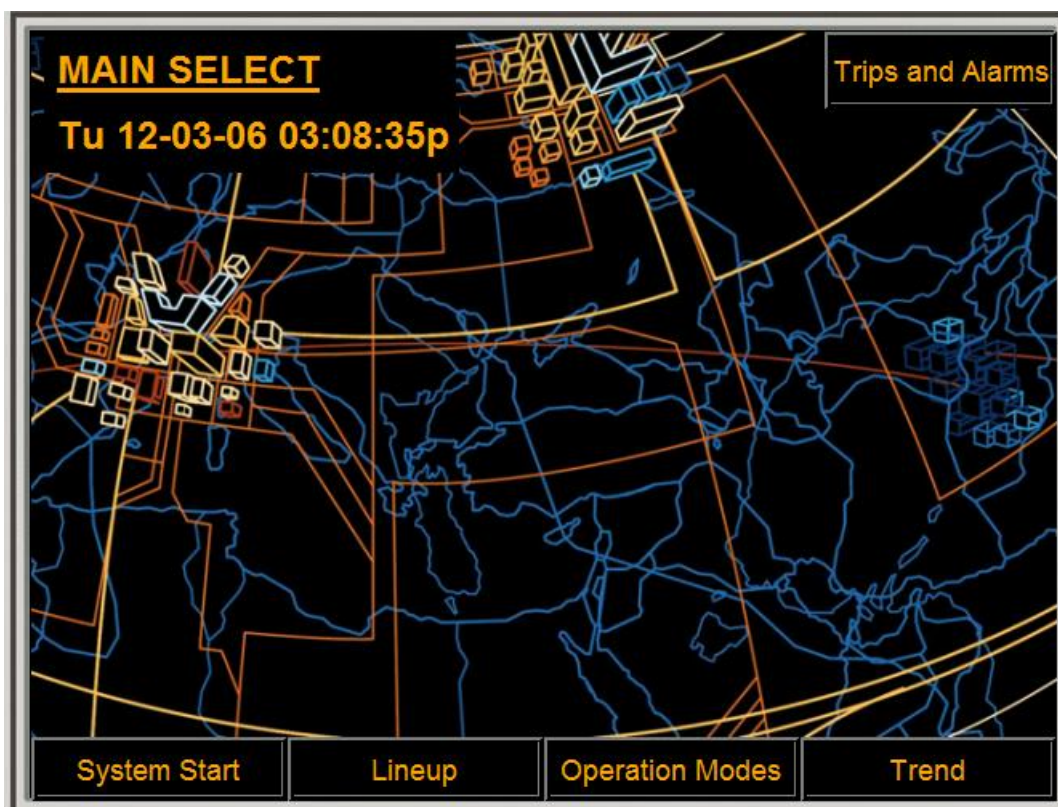 MAIN SELECT
Trips and Alarms
Tu 12-03-06 03:08:35p
System Start
Lineup
Operation Modes
Trend